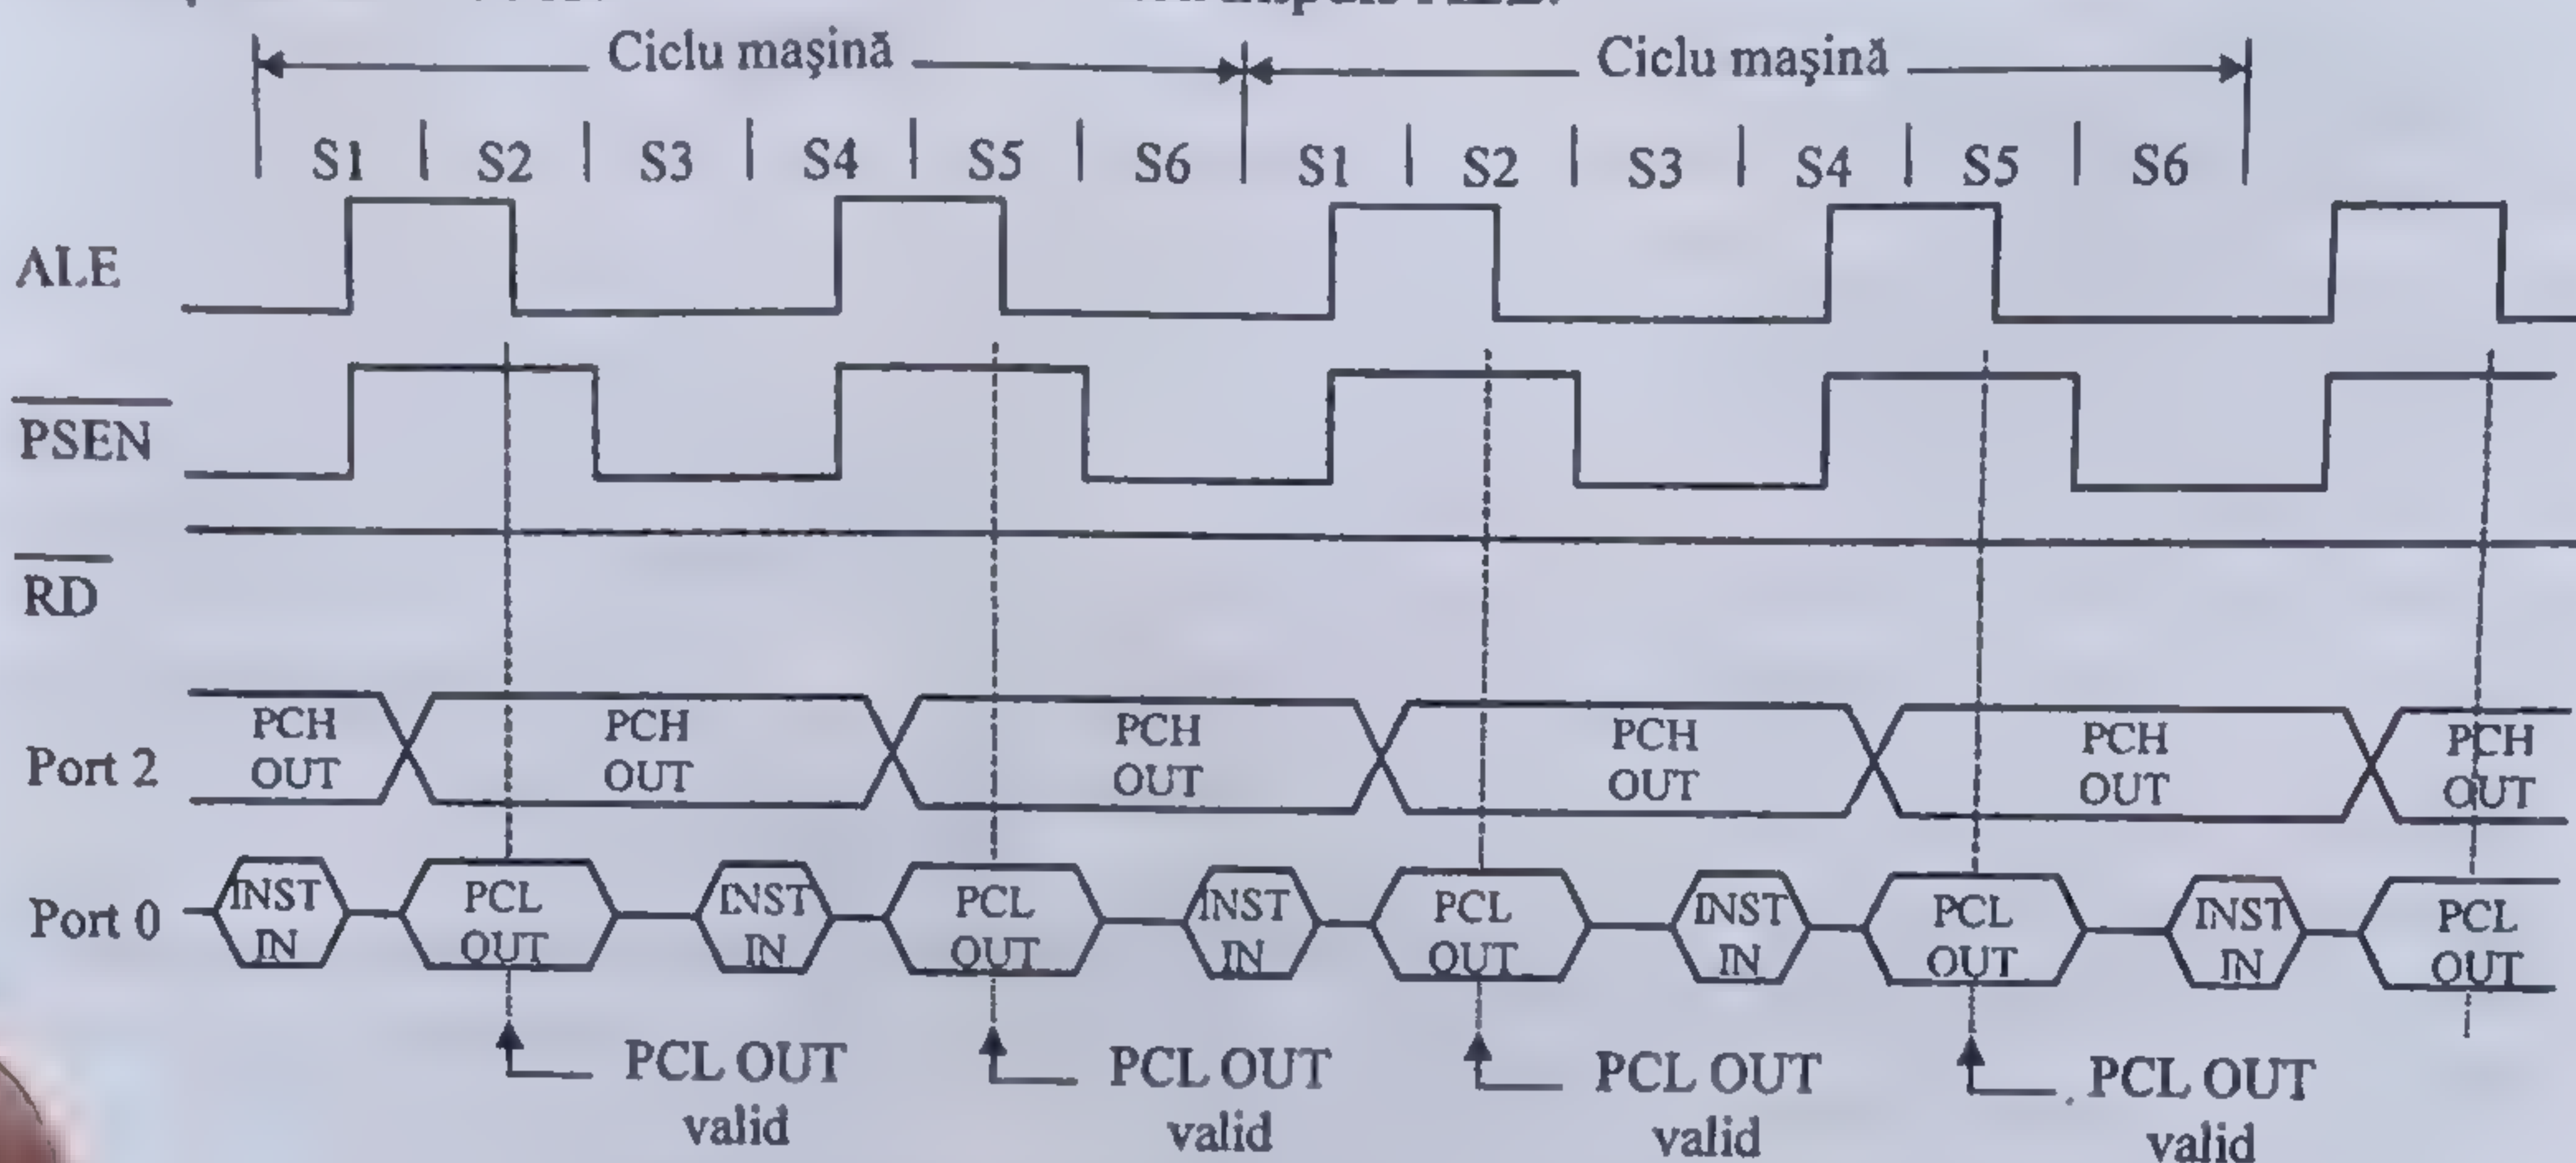 Ciclu mașină Ciclu mașină
S1 S2 S3 S4 S5 S6 S1 S2 S3 S4 S5 S6
ALE
PSEN
RD
PCH PCH PCH PCH PCH PCH
Port 2
OUT OUT OUT OUT OUT OUT
INST PCL INST PCL INST PCL INST PCL INST PCL
Port 0
IN OUT IN OUT IN OUT IN OUT IN OUT
PCL OUT PCL OUT PCL OUT PCL OUT
valid valid valid valid